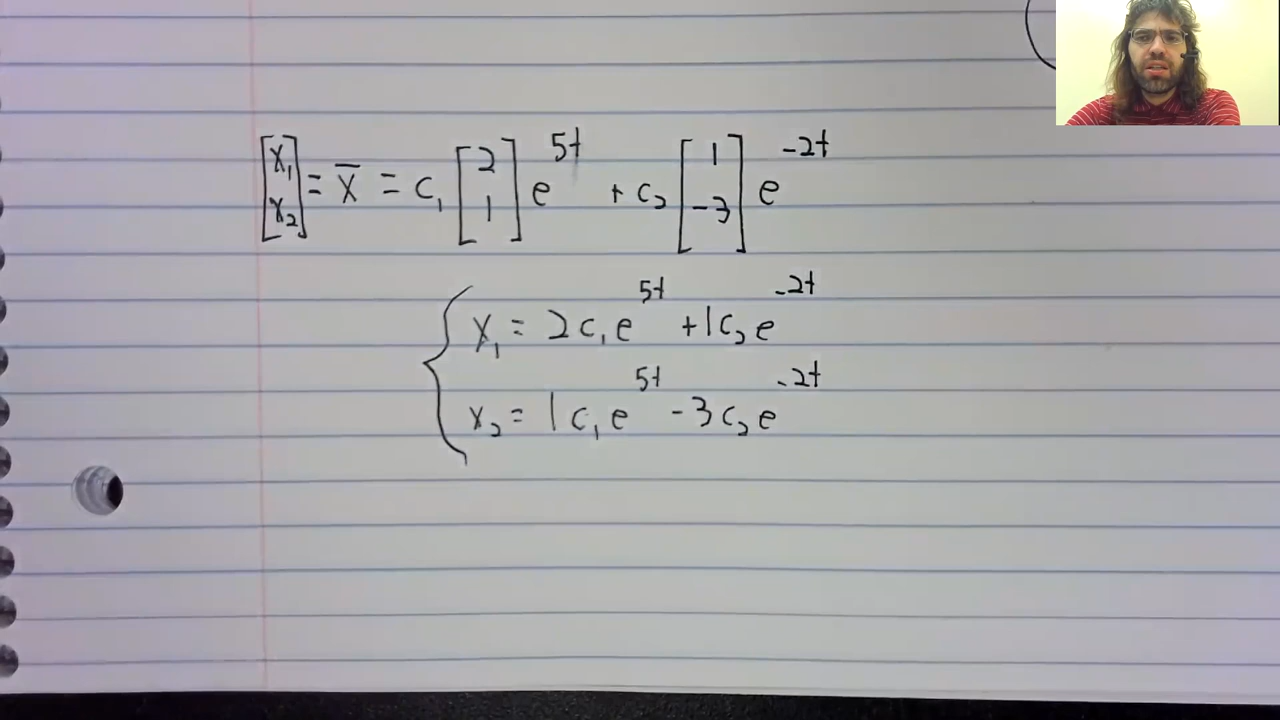 [x₁ x₂] = x̄ = c₁ [2 1] e^5t + c₂ [1 -3] e^-2t
x₁ = 2c₁e^5t + 1c₂e^-2t
x₂ = 1c₁e^5t - 3c₂e^-2t